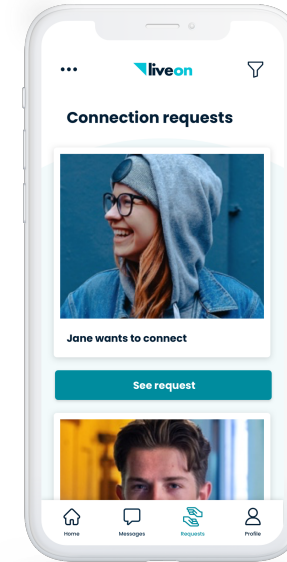 liveon
Connection requests
Jane wants to connect
See request
Home
Messages
Requests
Profile